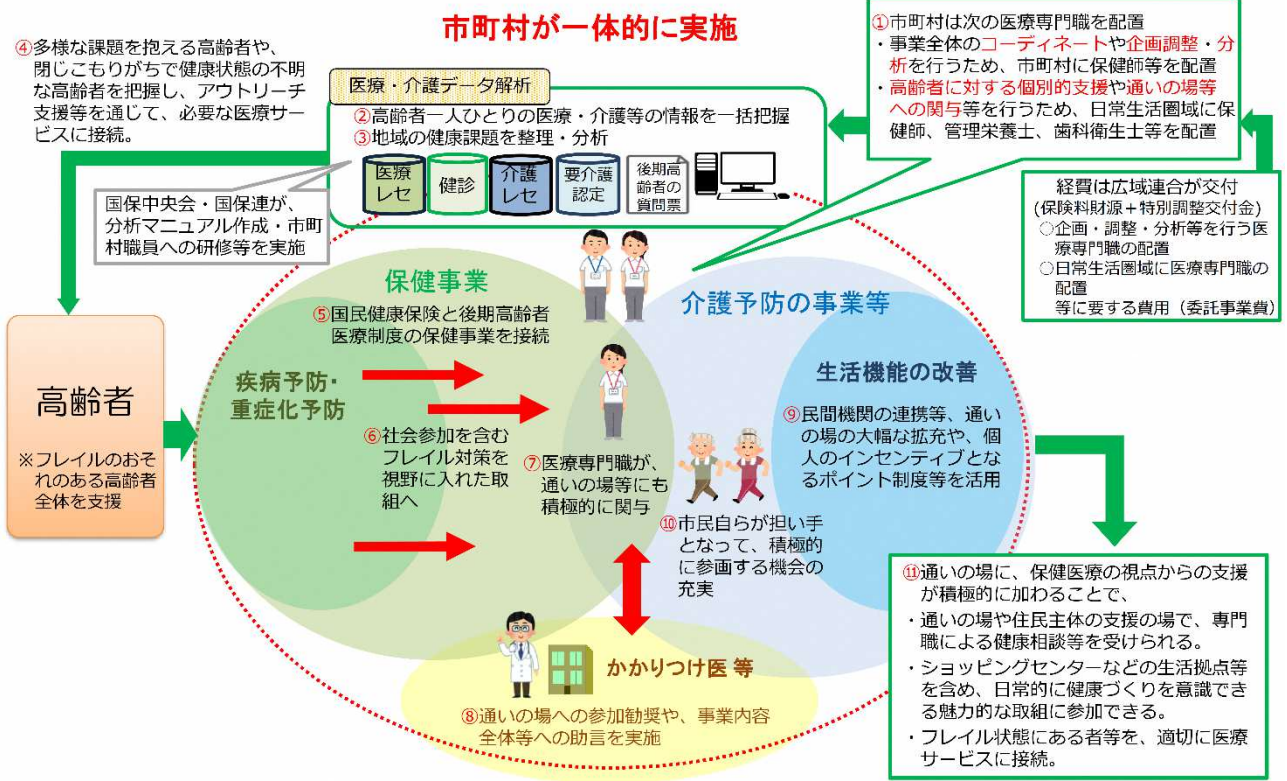 市町村が一体的に実施
①市町村は次の医療専門職を配置
・事業全体のコーディネートや企画調整・分
析を行うため、市町村に保健師等を配置
・高齢者に対する個別的支援や通いの場等
への関与等を行うため、日常生活圏域に保
健師、管理栄養士、歯科衛生士等を配置
④多様な課題を抱える高齢者や、
閉じこもりがちで健康状態の不明
な高齢者を把握し、アウトリーチ
支援等を通じて、必要な医療サー
ビスに接続。
医療・介護データ解析
②高齢者一人ひとりの医療・介護等の情報を一括把握
③地域の健康課題を整理・分析
医療
レセ
健診
介護
レセ
要介護
認定
後期高
齢者の
質問票
国保中央会・国保連が、
分析マニュアル作成・市町
村職員への研修等を実施
経費は広域連合が交付
(保険料財源＋特別調整交付金)
○企画・調整・分析等を行う医
療専門職の配置
○日常生活圏域に医療専門職の
配置
等に要する費用（委託事業費）
高齢者
※フレイルのおそ
れのある高齢者
全体を支援
保健事業
⑤国民健康保険と後期高齢者
医療制度の保健事業を接続
疾病予防・
重症化予防
⑥社会参加を含む
フレイル対策を
視野に入れた取
組へ
⑦医療専門職が、
通いの場等にも
積極的に関与
介護予防の事業等
生活機能の改善
⑨民間機関の連携等、通い
の場の大幅な拡充や、個
人のインセンティブとな
るポイント制度等を活用
⑩市民自らが担い手
となって、積極的
に参画する機会の
充実
かかりつけ医 等
⑧通いの場への参加勧奨や、事業内容
全体等への助言を実施
⑪通いの場に、保健医療の視点からの支援
が積極的に加わることで、
・通いの場や住民主体の支援の場で、専門
職による健康相談等を受けられる。
・ショッピングセンターなどの生活拠点等
を含め、日常的に健康づくりを意識でき
る魅力的な取組に参加できる。
・フレイル状態にある者等を、適切に医療
サービスに接続。